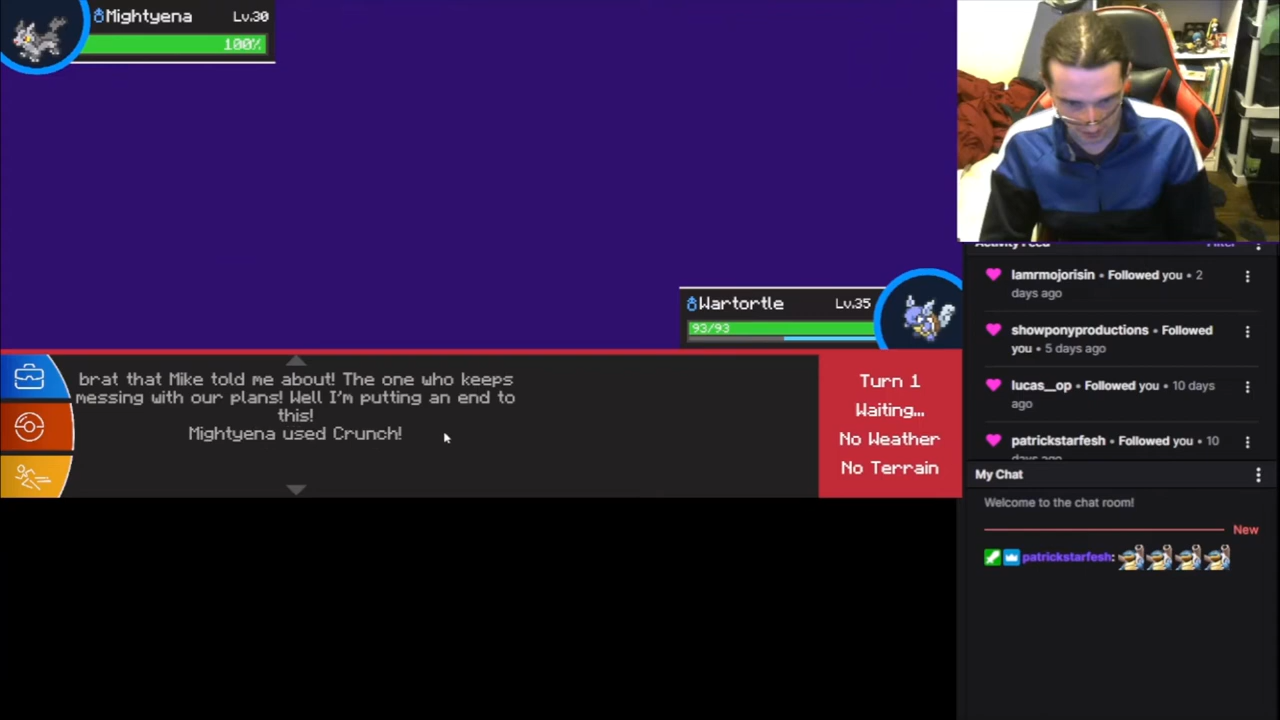 Mightyena Lv.30
100%
Wartortle Lv.35
93/93
brat that Mike told me about! The one who keeps
messing with our plans! Well I'm putting an end to
this!
Mightyena used Crunch!
Turn 1
Waiting...
No Weather
No Terrain
Activity Feed Filter
Iamrmojorisin • Followed you • 2
days ago
showponyproductions • Followed
you • 5 days ago
lucas__op • Followed you • 10 days
ago
patrickstarfesh • Followed you • 10
days ago
My Chat
Welcome to the chat room!
New
patrickstarfesh: